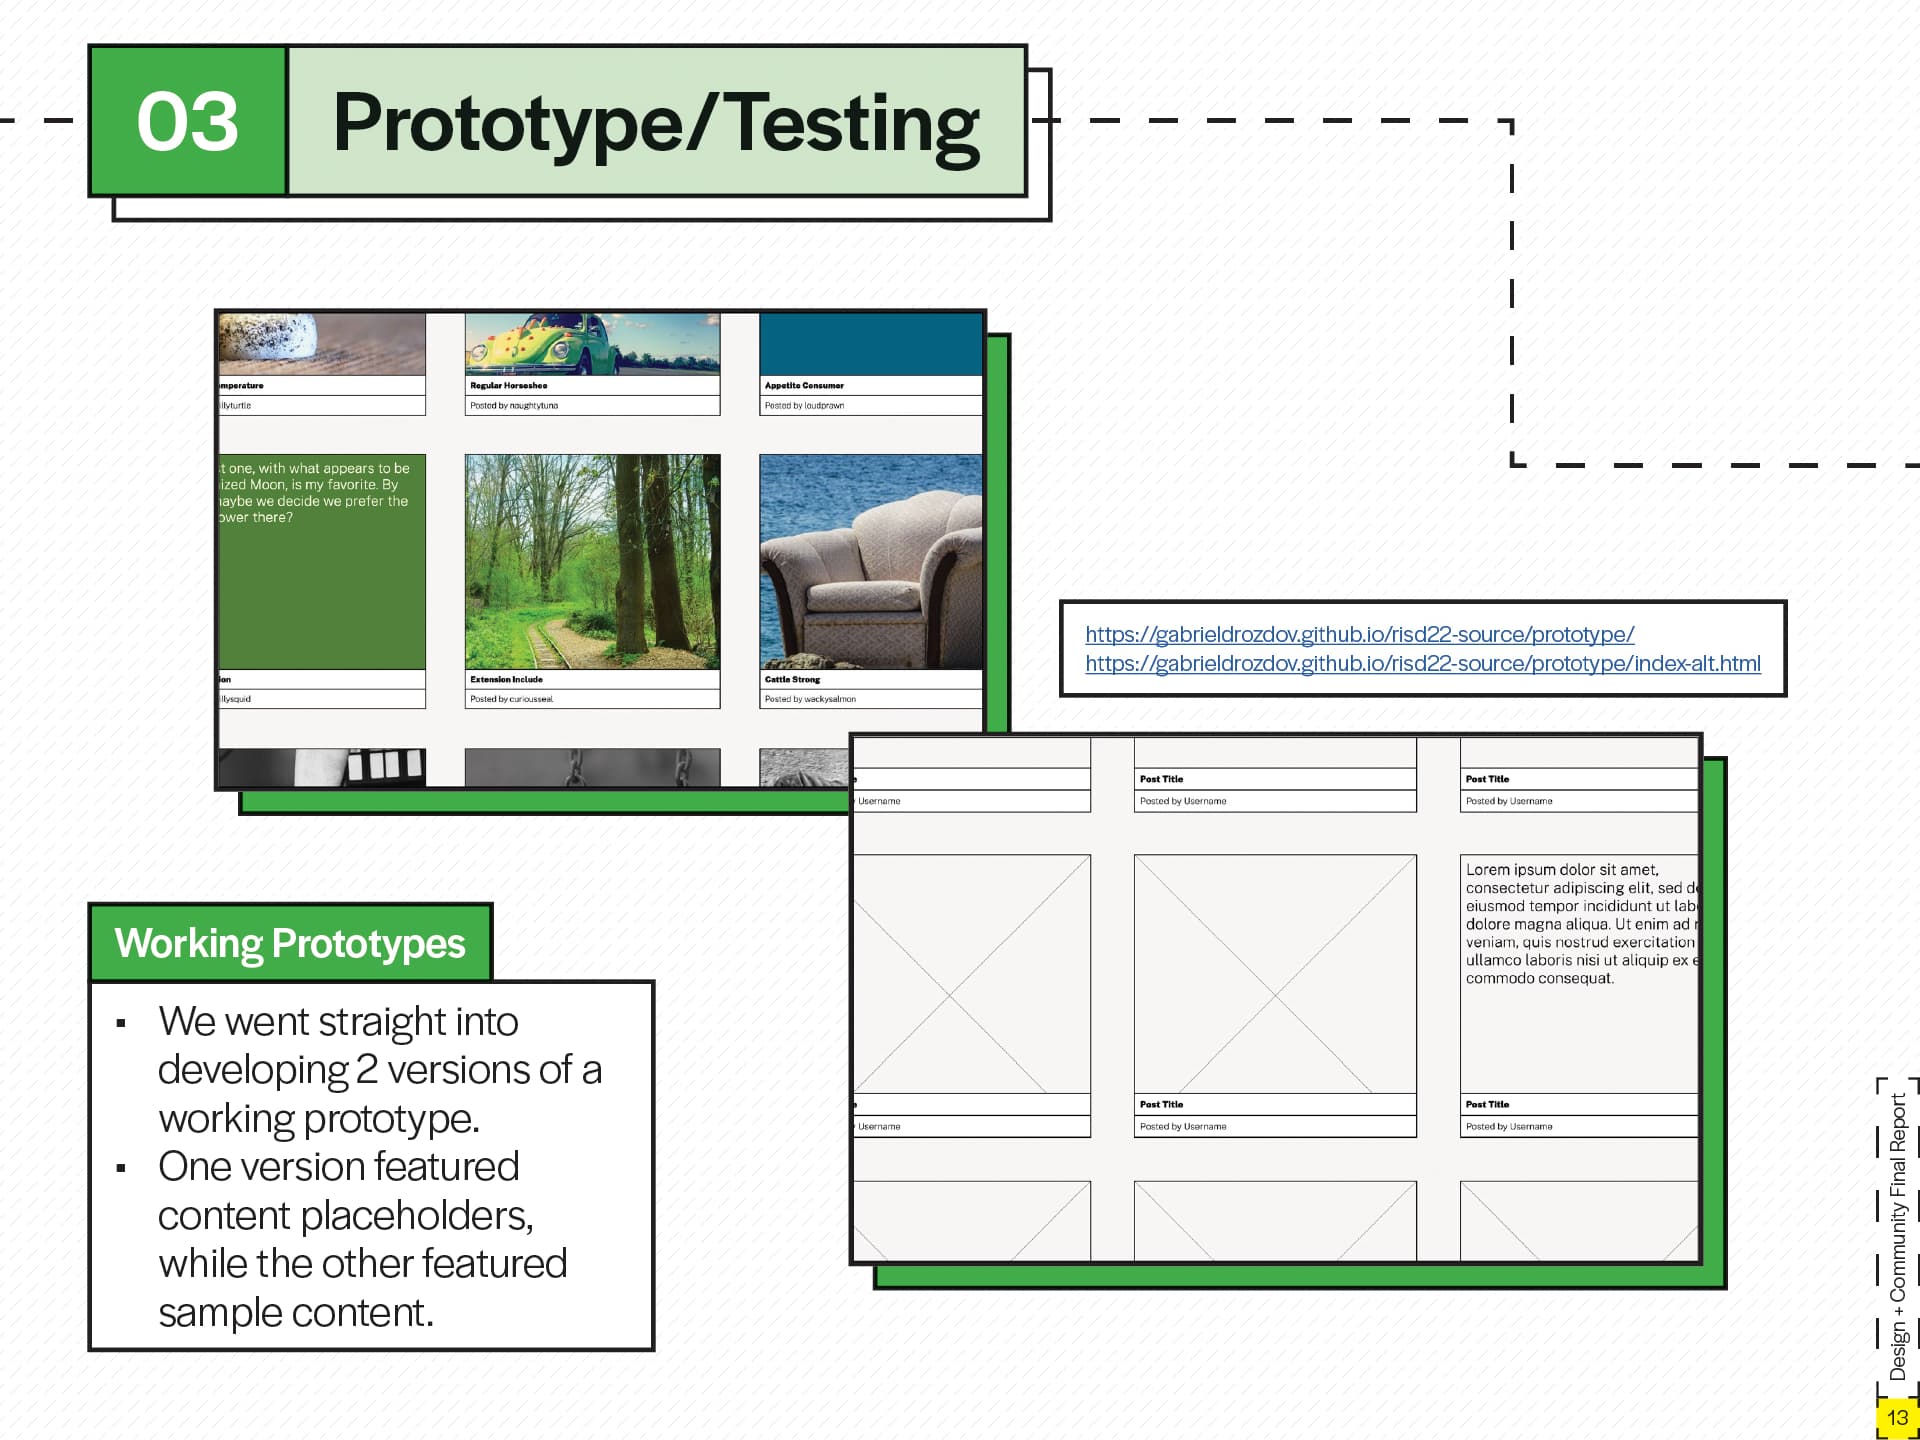 03
Prototype/Testing
mperature
illyturtle
Regular Horseshoe
Posted by naughtytuna
Appetite Consumer
Posted by loudprawn
t one, with what appears to be
ized Moon, is my favorite. By
aybe we decide we prefer the
ower there?
ion
illysquid
Extension Include
Posted by curiousseal
Cattle Strong
Posted by wackysalmon
https://gabrieldrozdov.github.io/risd22-source/prototype/
https://gabrieldrozdov.github.io/risd22-source/prototype/index-alt.html
Username
Post Title
Posted by Username
Post Title
Posted by Username
Lorem ipsum dolor sit amet,
consectetur adipiscing elit, sed d
eiusmod tempor incididunt ut lab
dolore magna aliqua. Ut enim ad
veniam, quis nostrud exercitation
ullamco laboris nisi ut aliquip ex e
commodo consequat.
Username
Post Title
Posted by Username
Post Title
Posted by Username
Working Prototypes
▪ We went straight into
developing 2 versions of a
working prototype.
▪ One version featured
content placeholders,
while the other featured
sample content.
Design + Community Final Report
13